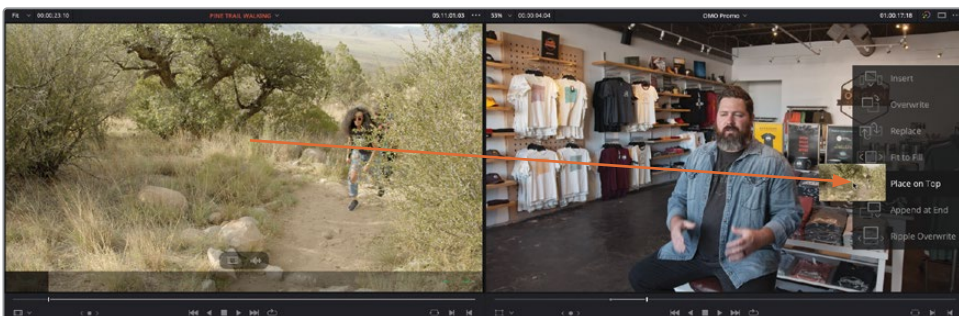 Fit 00:00:23:19 PINE TRAIL WALKING 05:11:01:03 ••• 33% 00:00:04:04 OMO Promo 01:00:17:18
Insert
Overwrite
Replace
Fit to Fill
Place on Top
Append at End
Ripple Overwrite